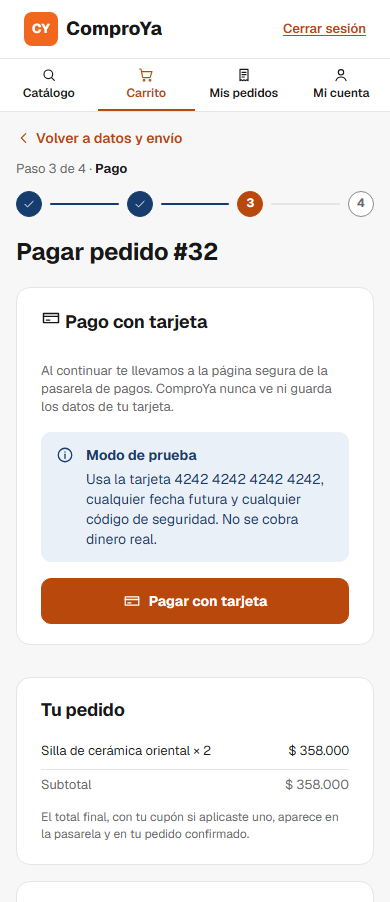 CY ComproYa Cerrar sesión
Catálogo Carrito Mis pedidos Mi cuenta
Volver a datos y envío
Paso 3 de 4 · Pago
3 4
Pagar pedido #32
Pago con tarjeta
Al continuar te llevamos a la página segura de la
pasarela de pagos. ComproYa nunca ve ni guarda
los datos de tu tarjeta.
Modo de prueba
Usa la tarjeta 4242 4242 4242 4242,
cualquier fecha futura y cualquier
código de seguridad. No se cobra
dinero real.
Pagar con tarjeta
Tu pedido
Silla de cerámica oriental × 2 $ 358.000
Subtotal $ 358.000
El total final, con tu cupón si aplicaste uno, aparece en
la pasarela y en tu pedido confirmado.